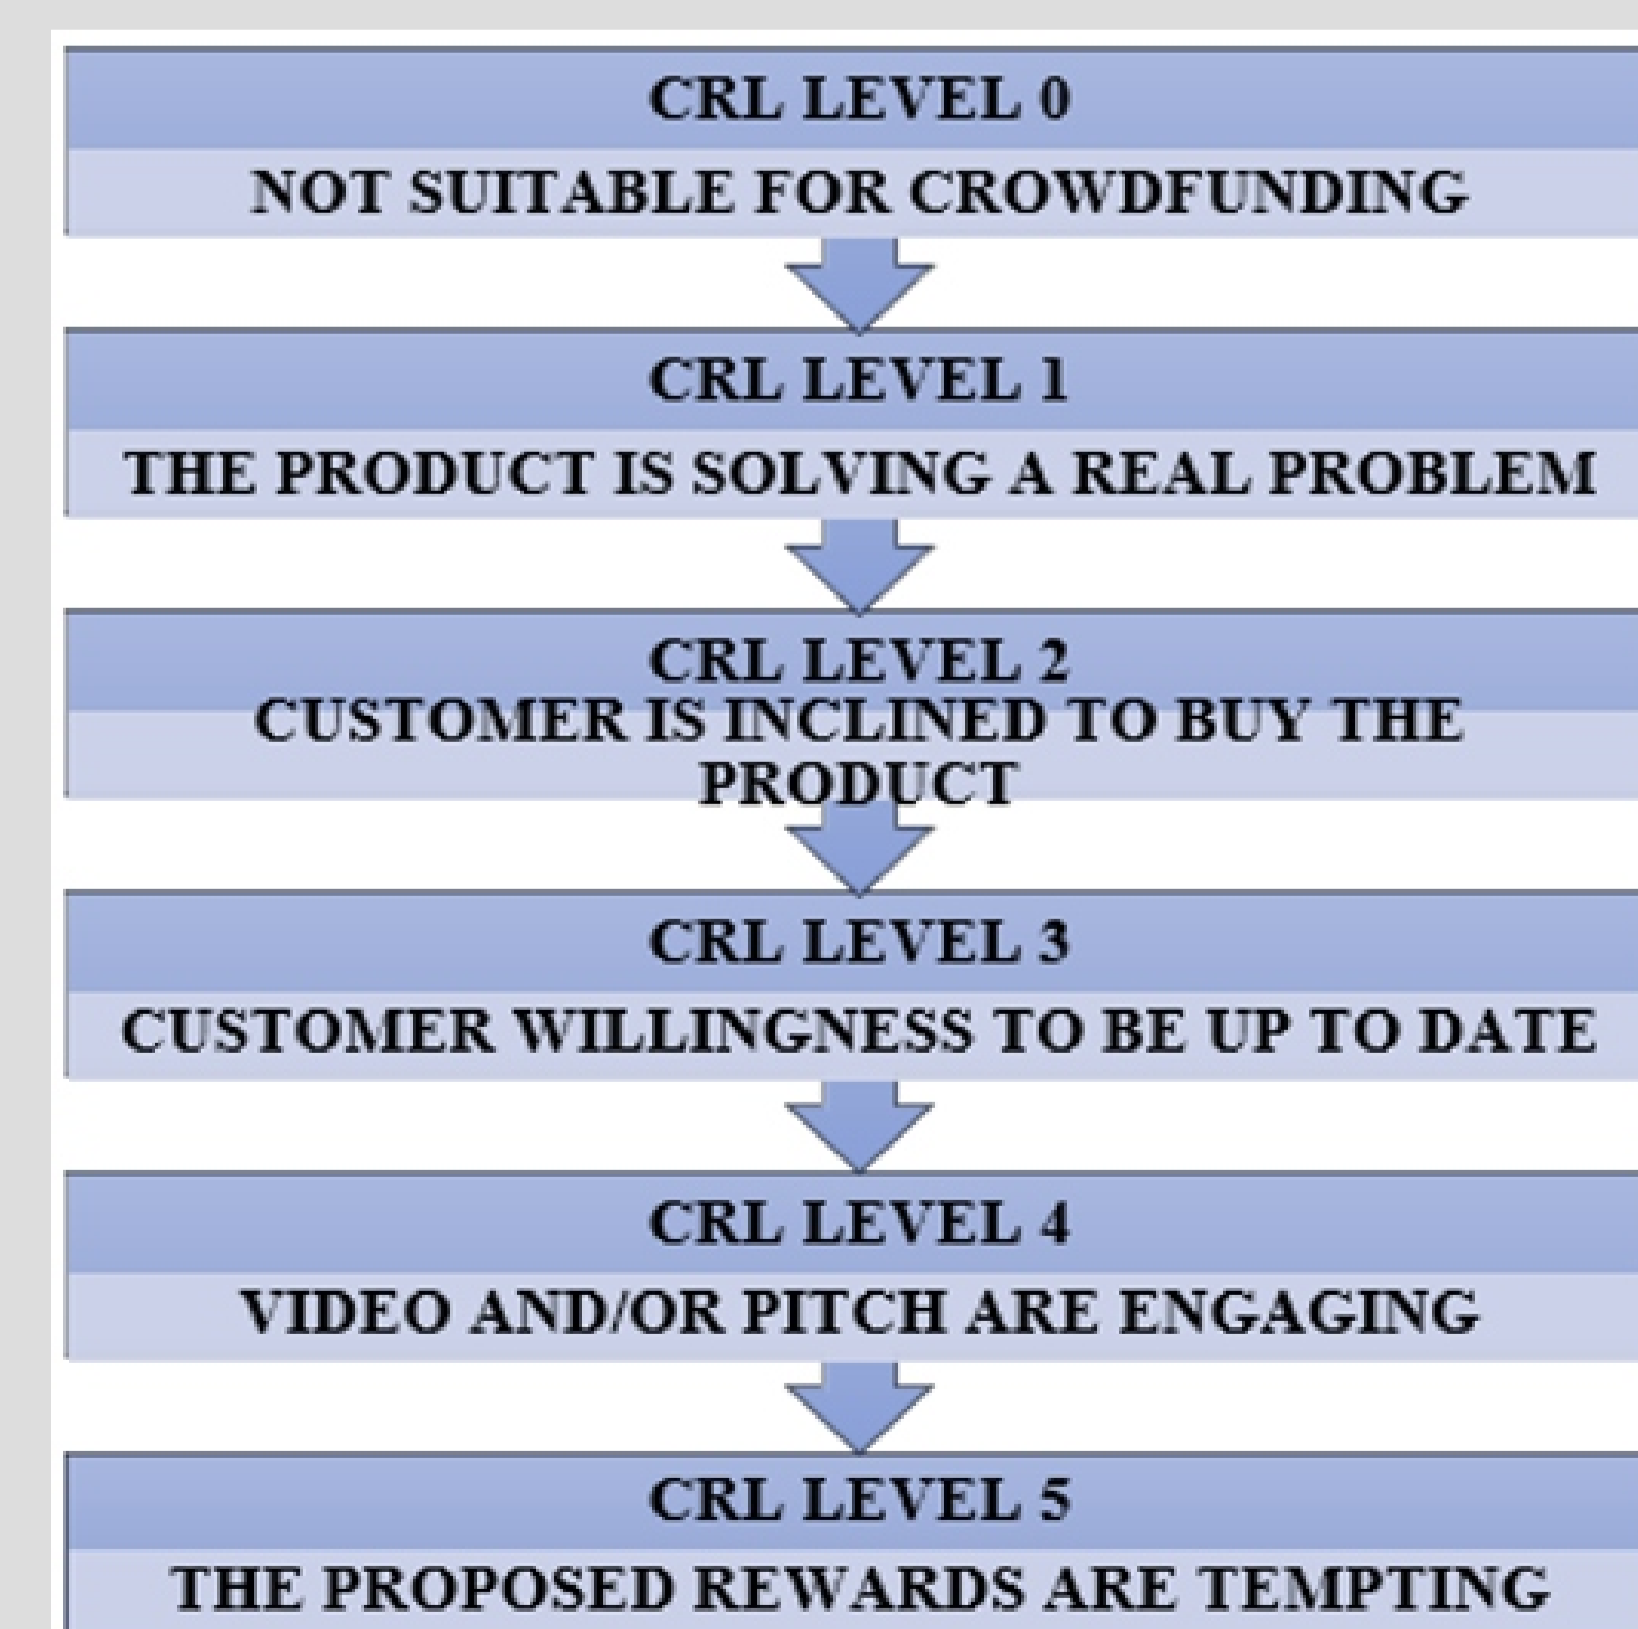 CRL LEVEL 0
NOT SUITABLE FOR CROWDFUNDING
CRL LEVEL 1
THE PRODUCT IS SOLVING A REAL PROBLEM
CRL LEVEL 2
CUSTOMER IS INCLINED TO BUY THE
PRODUCT
CRL LEVEL 3
CUSTOMER WILLINGNESS TO BE UP TO DATE
CRL LEVEL 4
VIDEO AND/OR PITCH ARE ENGAGING
CRL LEVEL 5
THE PROPOSED REWARDS ARE TEMPTING